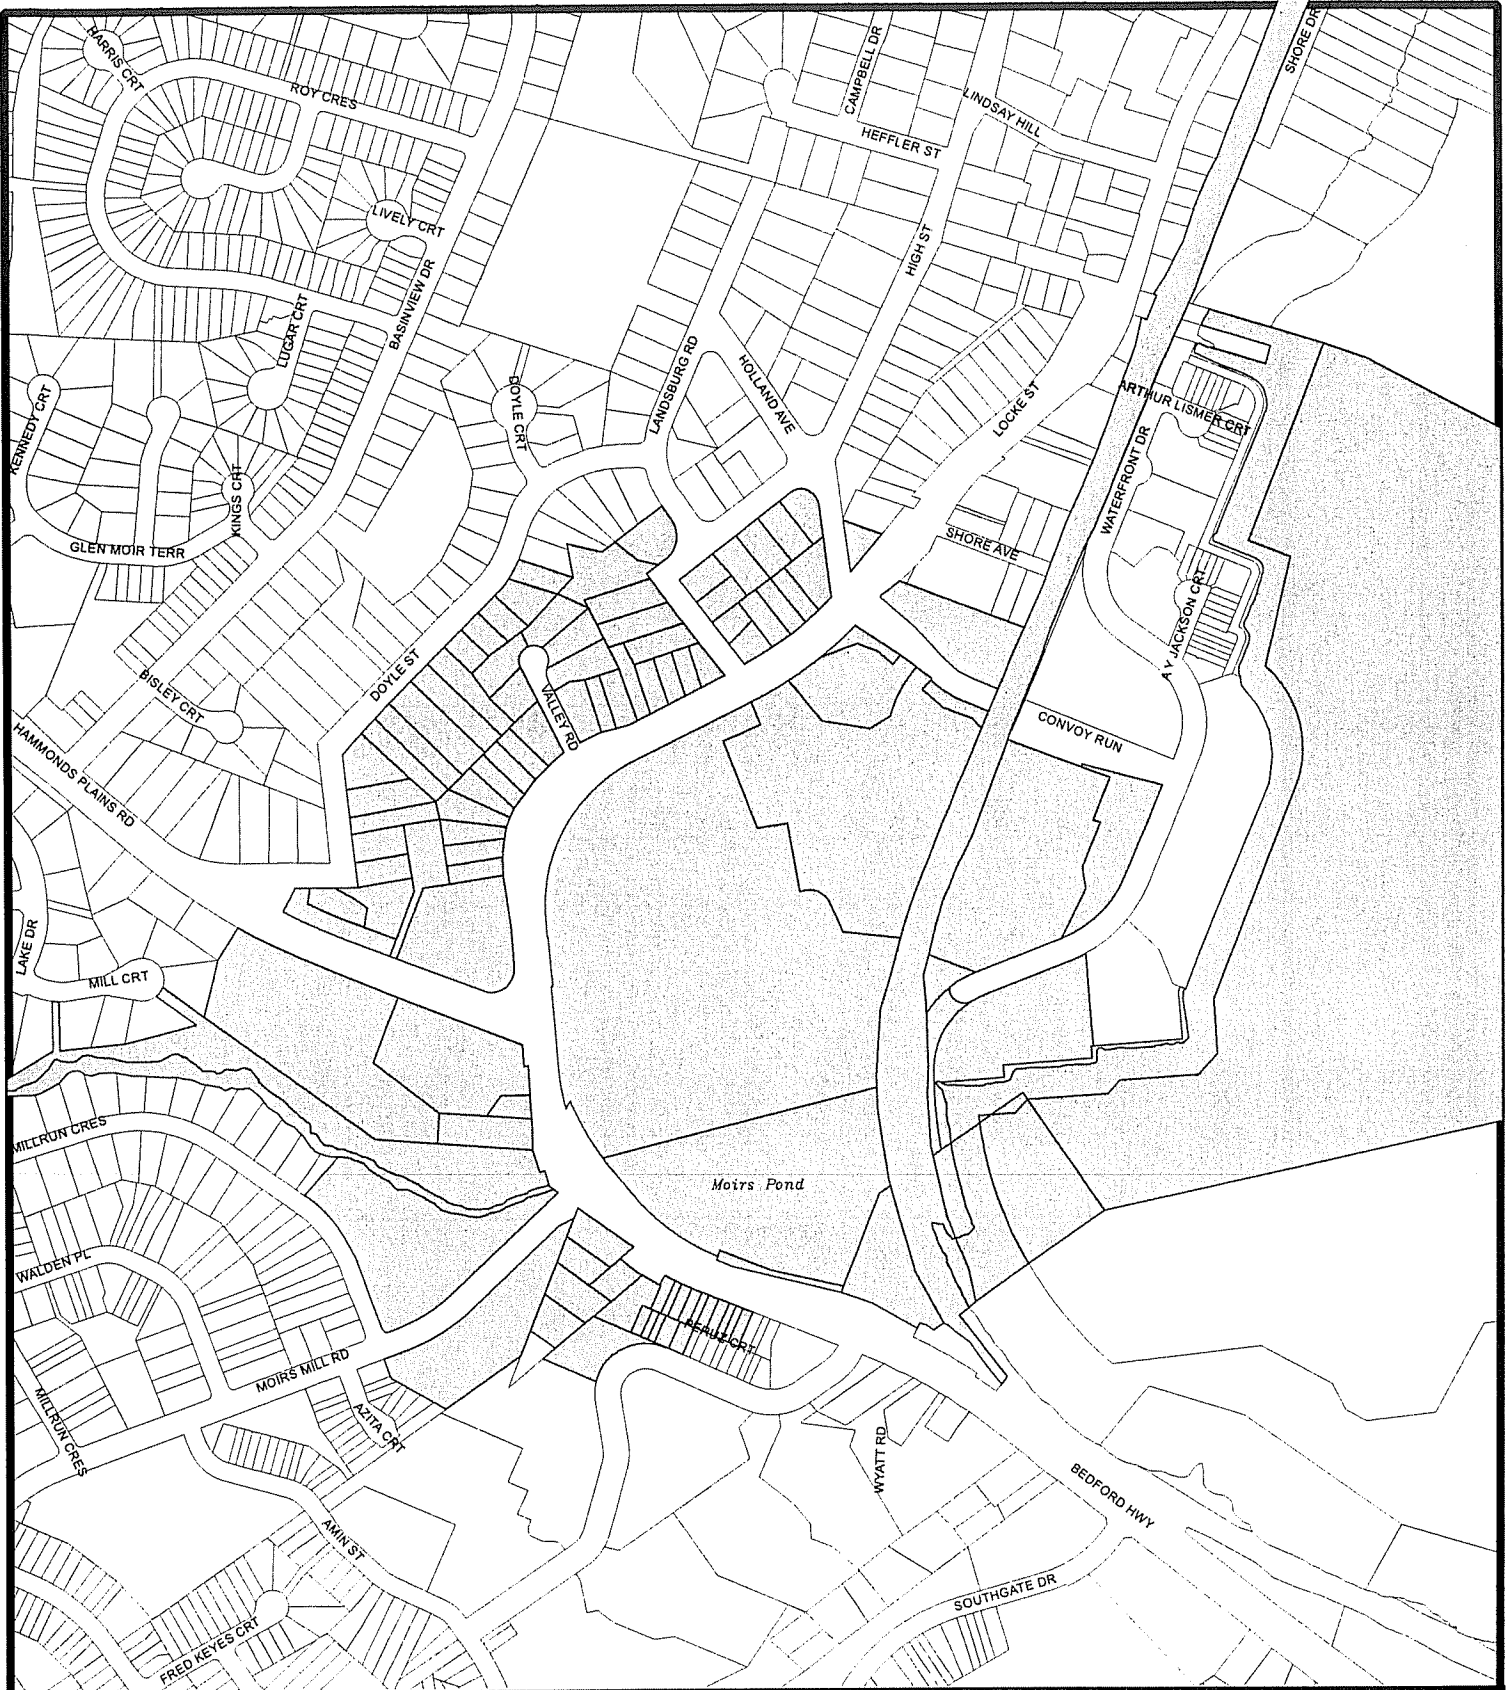 HARRIS CRT
ROY CRES
CAMPBELL DR
SHORE DR
LINDSAY HILL
HEFFLER ST
LIVELY CRT
HIGH ST
BASINVIEW DR
LUGAR CRT
LANDSBURG RD
HOLLAND AVE
KENNEDY CRT
DOYLE CRT
LOCKE ST
ARTHUR LISMER CRT
WATERFRONT DR
KINGS CRT
GLEN MOIR TERR
SHORE AVE
A Y JACKSON CRT
DOYLE ST
BISLEY CRT
VALLEY RD
CONVOY RUN
HAMMONDS PLAINS RD
LAKE DR
MILL CRT
MILLRUN CRES
Moirs Pond
WALDEN PL
PERUZ CRT
MOIRS MILL RD
MILLRUN CRES
AZITA CRT
WYATT RD
BEDFORD HWY
AMIN ST
SOUTHGATE DR
FRED KEYES CRT